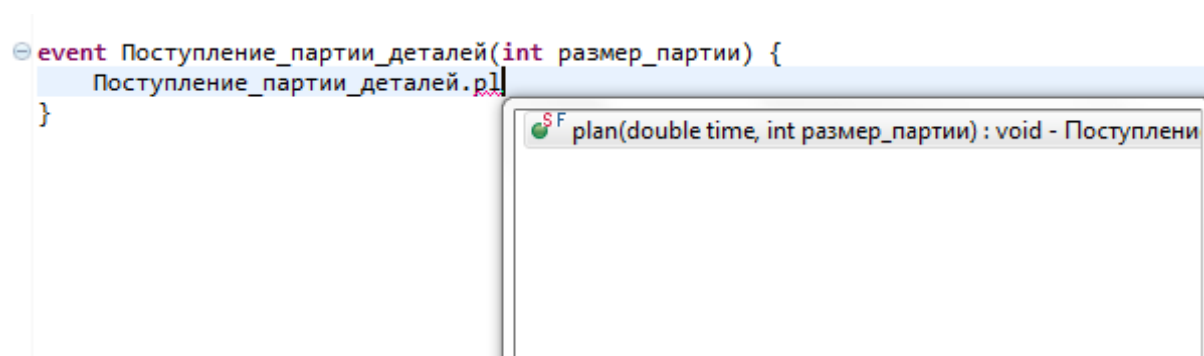 event Поступление_партии_деталей(int размер_партии) {
Поступление_партии_деталей.pl
}
S F plan(double time, int размер_партии) : void - Поступлени